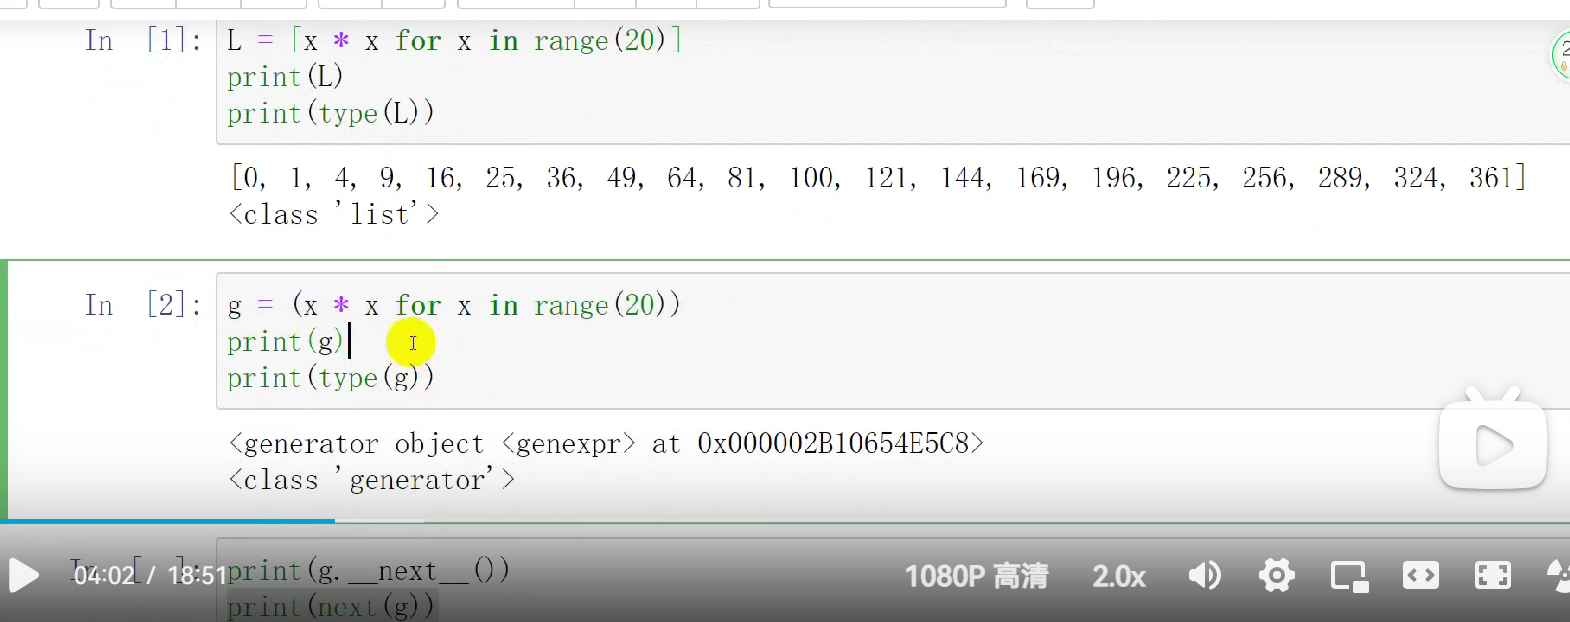 In [1]: L = [x * x for x in range(20)]
print(L)
print(type(L))
[0, 1, 4, 9, 16, 25, 36, 49, 64, 81, 100, 121, 144, 169, 196, 225, 256, 289, 324, 361]
<class 'list'>
In [2]: g = (x * x for x in range(20))
print(g)
print(type(g))
<generator object <genexpr> at 0x000002B10654E5C8>
<class 'generator'>
In [ ]: print(g.__next__())
print(next(g))
04:02 / 18:51
1080P 高清 2.0x